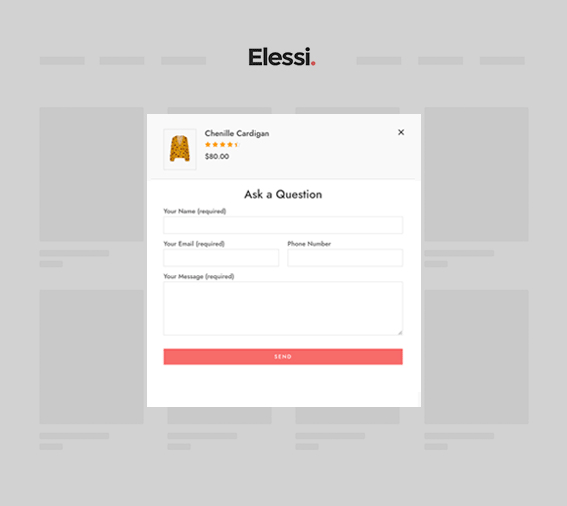 Elessi.
Chenille Cardigan
$80.00
Ask a Question
Your Name (required)
Your Email (required) Phone Number
Your Message (required)
SEND